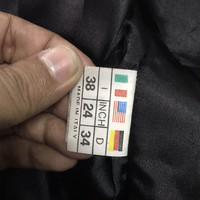 I 38
INCH 24
D 34
MADE IN ITALY